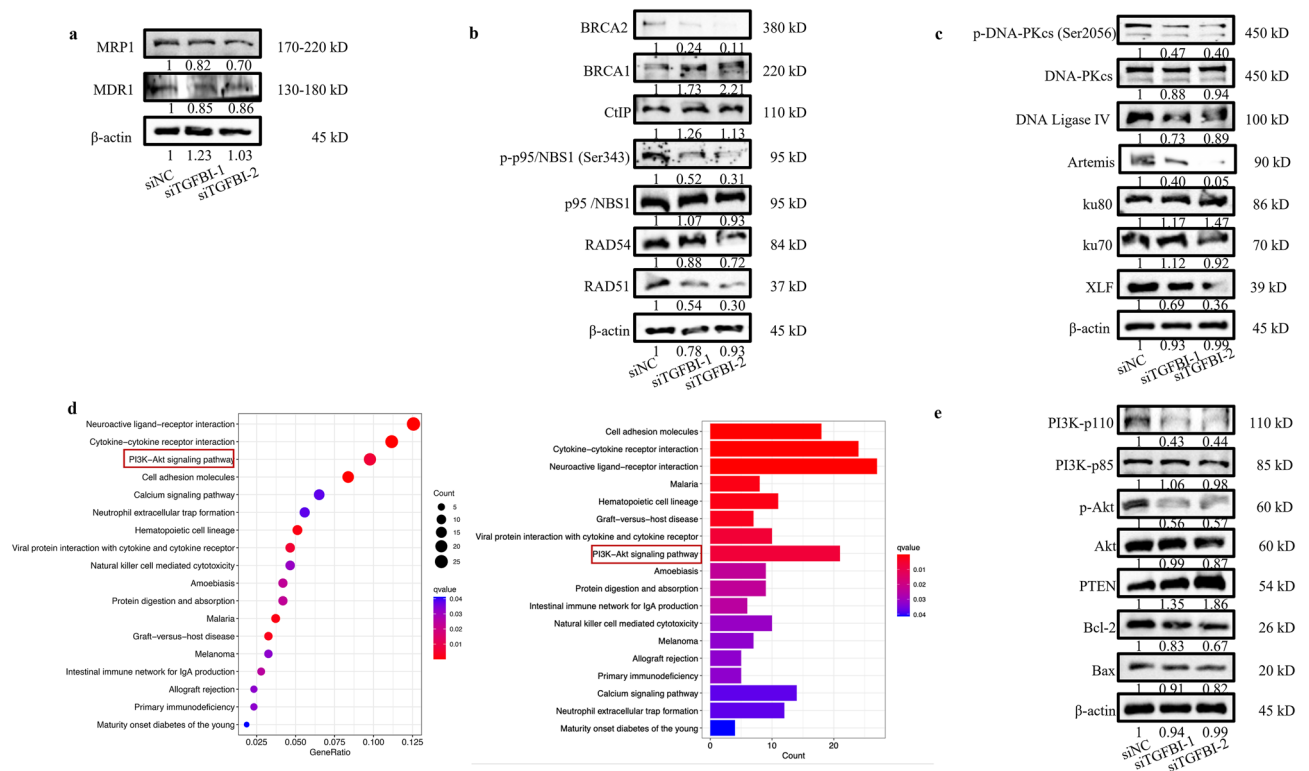 a
MRP1 170-220 kD
1 0.82 0.70
MDR1 130-180 kD
1 0.85 0.86
β-actin 45 kD
1 1.23 1.03
siNC siTGFBI-1 siTGFBI-2
b
BRCA2 380 kD
1 0.24 0.11
BRCA1 220 kD
1 1.73 2.21
CtIP 110 kD
1 1.26 1.13
p-p95/NBS1 (Ser343) 95 kD
1 0.52 0.31
p95 /NBS1 95 kD
1 1.07 0.93
RAD54 84 kD
1 0.88 0.72
RAD51 37 kD
1 0.54 0.30
β-actin 45 kD
1 0.78 0.93
siNC siTGFBI-1 siTGFBI-2
c
p-DNA-PKcs (Ser2056) 450 kD
1 0.47 0.40
DNA-PKcs 450 kD
1 0.88 0.94
DNA Ligase IV 100 kD
1 0.73 0.89
Artemis 90 kD
1 0.40 0.05
ku80 86 kD
1 1.17 1.47
ku70 70 kD
1 1.12 0.92
XLF 39 kD
1 0.69 0.36
β-actin 45 kD
1 0.93 0.99
siNC siTGFBI-1 siTGFBI-2
d
Neuroactive ligand−receptor interaction
Cytokine−cytokine receptor interaction
PI3K−Akt signaling pathway
Cell adhesion molecules
Calcium signaling pathway
Neutrophil extracellular trap formation
Hematopoietic cell lineage
Viral protein interaction with cytokine and cytokine receptor
Natural killer cell mediated cytotoxicity
Amoebiasis
Protein digestion and absorption
Malaria
Graft−versus−host disease
Melanoma
Intestinal immune network for IgA production
Allograft rejection
Primary immunodeficiency
Maturity onset diabetes of the young
0.025 0.050 0.075 0.100 0.125
GeneRatio
Count
5
10
15
20
25
qvalue
0.04
0.03
0.02
0.01
Cell adhesion molecules
Cytokine−cytokine receptor interaction
Neuroactive ligand−receptor interaction
Malaria
Hematopoietic cell lineage
Graft−versus−host disease
Viral protein interaction with cytokine and cytokine receptor
PI3K−Akt signaling pathway
Amoebiasis
Protein digestion and absorption
Intestinal immune network for IgA production
Natural killer cell mediated cytotoxicity
Melanoma
Allograft rejection
Primary immunodeficiency
Calcium signaling pathway
Neutrophil extracellular trap formation
Maturity onset diabetes of the young
0 10 20
Count
qvalue
0.01
0.02
0.03
0.04
e
PI3K-p110 110 kD
1 0.43 0.44
PI3K-p85 85 kD
1 1.06 0.98
p-Akt 60 kD
1 0.56 0.57
Akt 60 kD
1 0.99 0.87
PTEN 54 kD
1 1.35 1.86
Bcl-2 26 kD
1 0.83 0.67
Bax 20 kD
1 0.91 0.82
β-actin 45 kD
1 0.94 0.99
siNC siTGFBI-1 siTGFBI-2